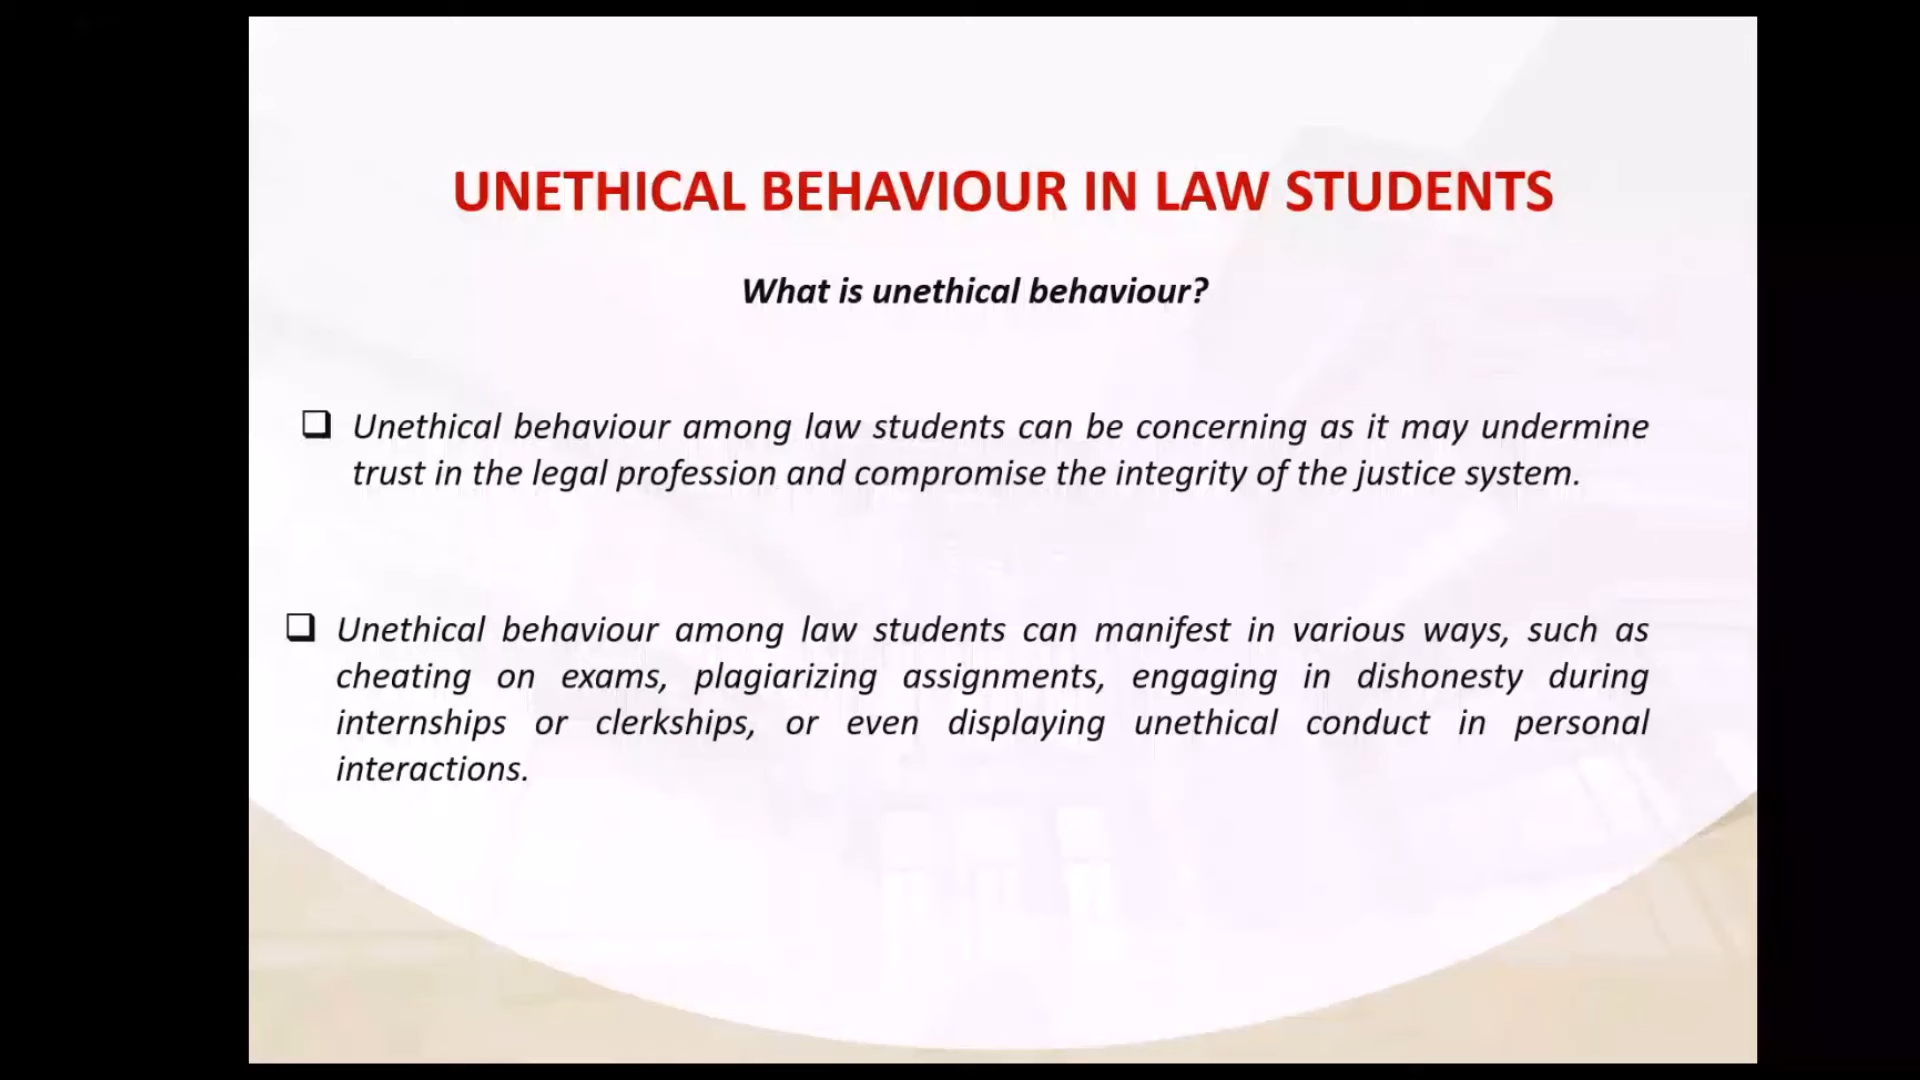 UNETHICAL BEHAVIOUR IN LAW STUDENTS
What is unethical behaviour?
Unethical behaviour among law students can be concerning as it may undermine
trust in the legal profession and compromise the integrity of the justice system.
Unethical behaviour among law students can manifest in various ways, such as
cheating on exams, plagiarizing assignments, engaging in dishonesty during
internships or clerkships, or even displaying unethical conduct in personal
interactions.